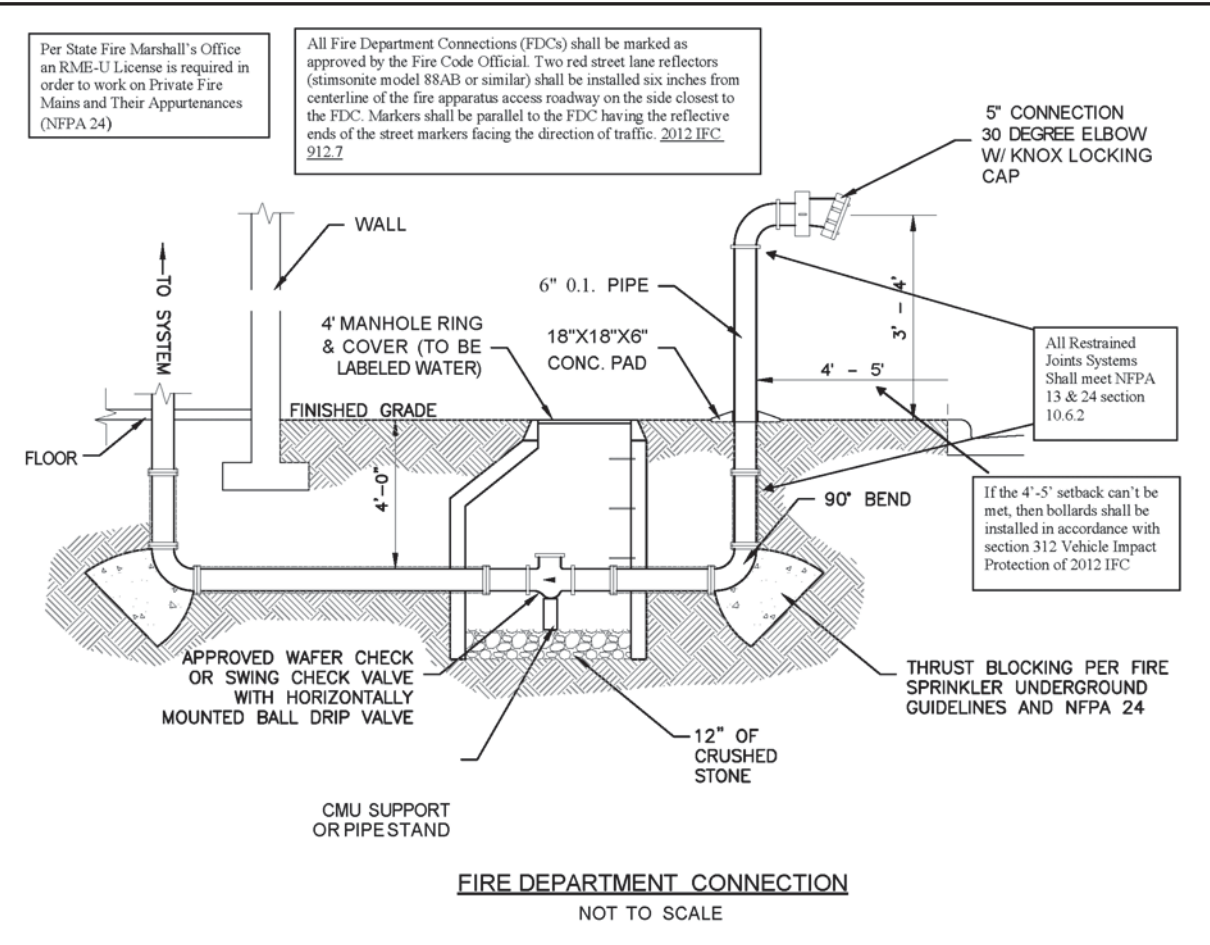 Per State Fire Marshall's Office
an RME-U License is required in
order to work on Private Fire
Mains and Their Appurtenances
(NFPA 24)
All Fire Department Connections (FDCs) shall be marked as
approved by the Fire Code Official. Two red street lane reflectors
(stimsonite model 88AB or similar) shall be installed six inches from
centerline of the fire apparatus access roadway on the side closest to
the FDC. Markers shall be parallel to the FDC having the reflective
ends of the street markers facing the direction of traffic. 2012 IFC
912.7
5" CONNECTION
30 DEGREE ELBOW
W/ KNOX LOCKING
CAP
WALL
TO SYSTEM
6" 0.1. PIPE
3' - 4'
4' MANHOLE RING
& COVER (TO BE
LABELED WATER)
18"X18"X6"
CONC. PAD
All Restrained
Joints Systems
Shall meet NFPA
13 & 24 section
10.6.2
4' - 5'
FINISHED GRADE
FLOOR
4'-0"
90° BEND
If the 4'-5' setback can't be
met, then bollards shall be
installed in accordance with
section 312 Vehicle Impact
Protection of 2012 IFC
APPROVED WAFER CHECK
OR SWING CHECK VALVE
WITH HORIZONTALLY
MOUNTED BALL DRIP VALVE
THRUST BLOCKING PER FIRE
SPRINKLER UNDERGROUND
GUIDELINES AND NFPA 24
12" OF
CRUSHED
STONE
CMU SUPPORT
OR PIPE STAND
FIRE DEPARTMENT CONNECTION
NOT TO SCALE